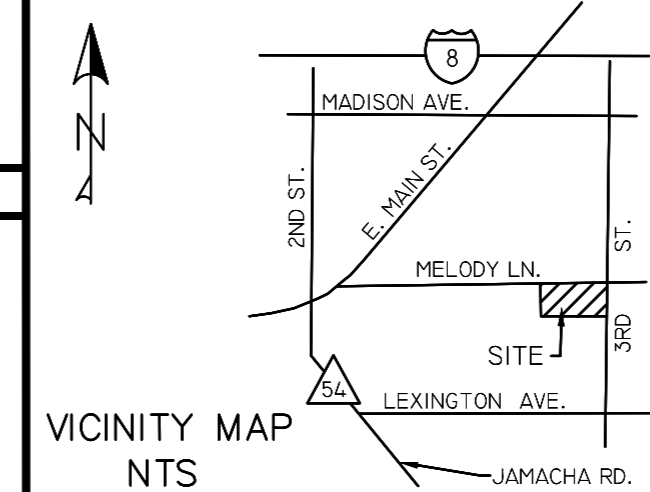 8
MADISON AVE.
N
2ND ST.
E. MAIN ST.
3RD ST.
MELODY LN.
SITE
54
LEXINGTON AVE.
VICINITY MAP
NTS
JAMACHA RD.